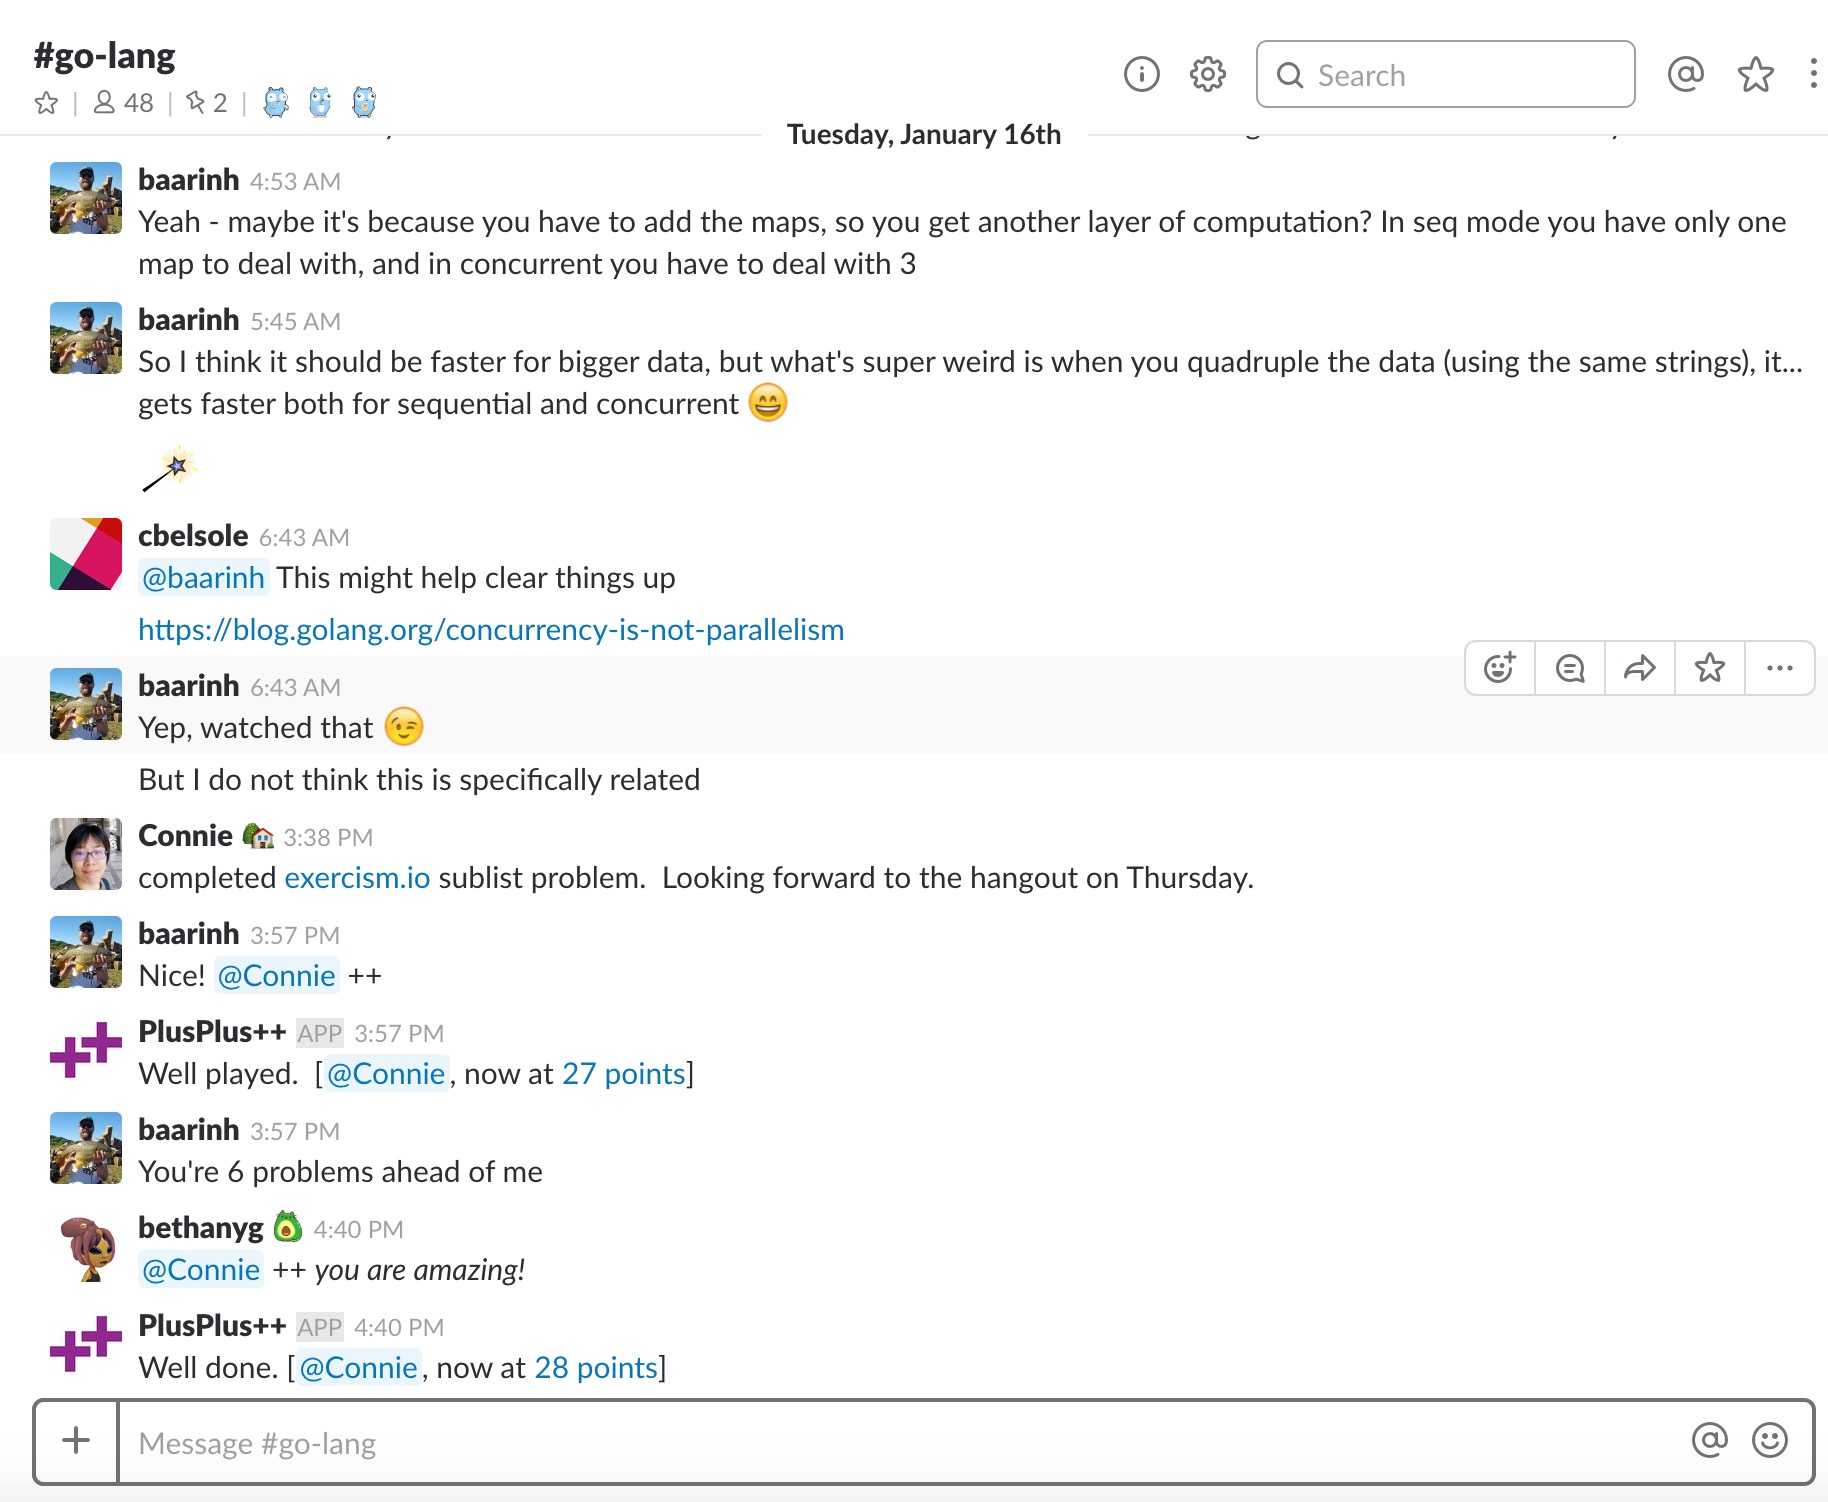 #go-lang
48 | 2 |
Search
Tuesday, January 16th
baarinh 4:53 AM
Yeah - maybe it's because you have to add the maps, so you get another layer of computation? In seq mode you have only one
map to deal with, and in concurrent you have to deal with 3
baarinh 5:45 AM
So I think it should be faster for bigger data, but what's super weird is when you quadruple the data (using the same strings), it...
gets faster both for sequential and concurrent 😄
cbelsole 6:43 AM
@baarinh This might help clear things up
https://blog.golang.org/concurrency-is-not-parallelism
baarinh 6:43 AM
Yep, watched that 😉
But I do not think this is specifically related
Connie 🏡 3:38 PM
completed exercism.io sublist problem.  Looking forward to the hangout on Thursday.
baarinh 3:57 PM
Nice! @Connie ++
PlusPlus++ APP 3:57 PM
Well played.  [@Connie, now at 27 points]
baarinh 3:57 PM
You're 6 problems ahead of me
bethanyg 🥑 4:40 PM
@Connie ++ you are amazing!
PlusPlus++ APP 4:40 PM
Well done. [@Connie, now at 28 points]
Message #go-lang